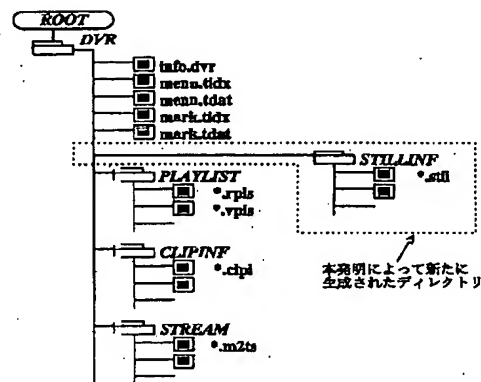 ROOT
DVR
info.dvr
menu.tidx
menu.tdat
mark.tidx
mark.tdat
STILLINF
*.stil
PLAYLIST
*.rpls
*.vpls
CLIPINF
*.clpi
本発明によって新たに
生成されたディレクトリ
STREAM
*.m2ts